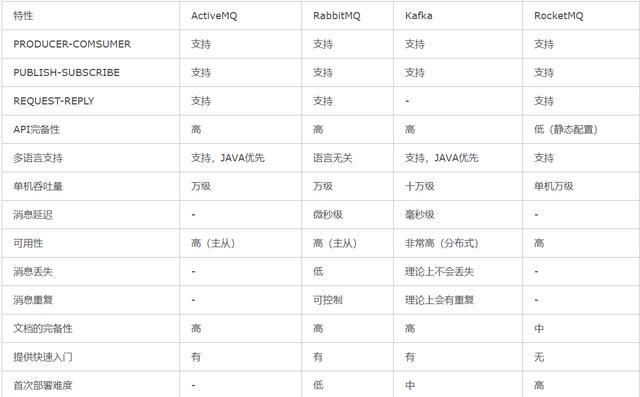 特性 ActiveMQ RabbitMQ Kafka RocketMQ
PRODUCER-COMSUMER 支持 支持 支持 支持
PUBLISH-SUBSCRIBE 支持 支持 支持 支持
REQUEST-REPLY 支持 支持 - 支持
API完备性 高 高 高 低（静态配置）
多语言支持 支持，JAVA优先 语言无关 支持，JAVA优先 支持
单机吞吐量 万级 万级 十万级 单机万级
消息延迟 - 微秒级 毫秒级 -
可用性 高（主从） 高（主从） 非常高（分布式） 高
消息丢失 - 低 理论上不会丢失 -
消息重复 - 可控制 理论上会有重复 -
文档的完备性 高 高 高 中
提供快速入门 有 有 有 无
首次部署难度 - 低 中 高